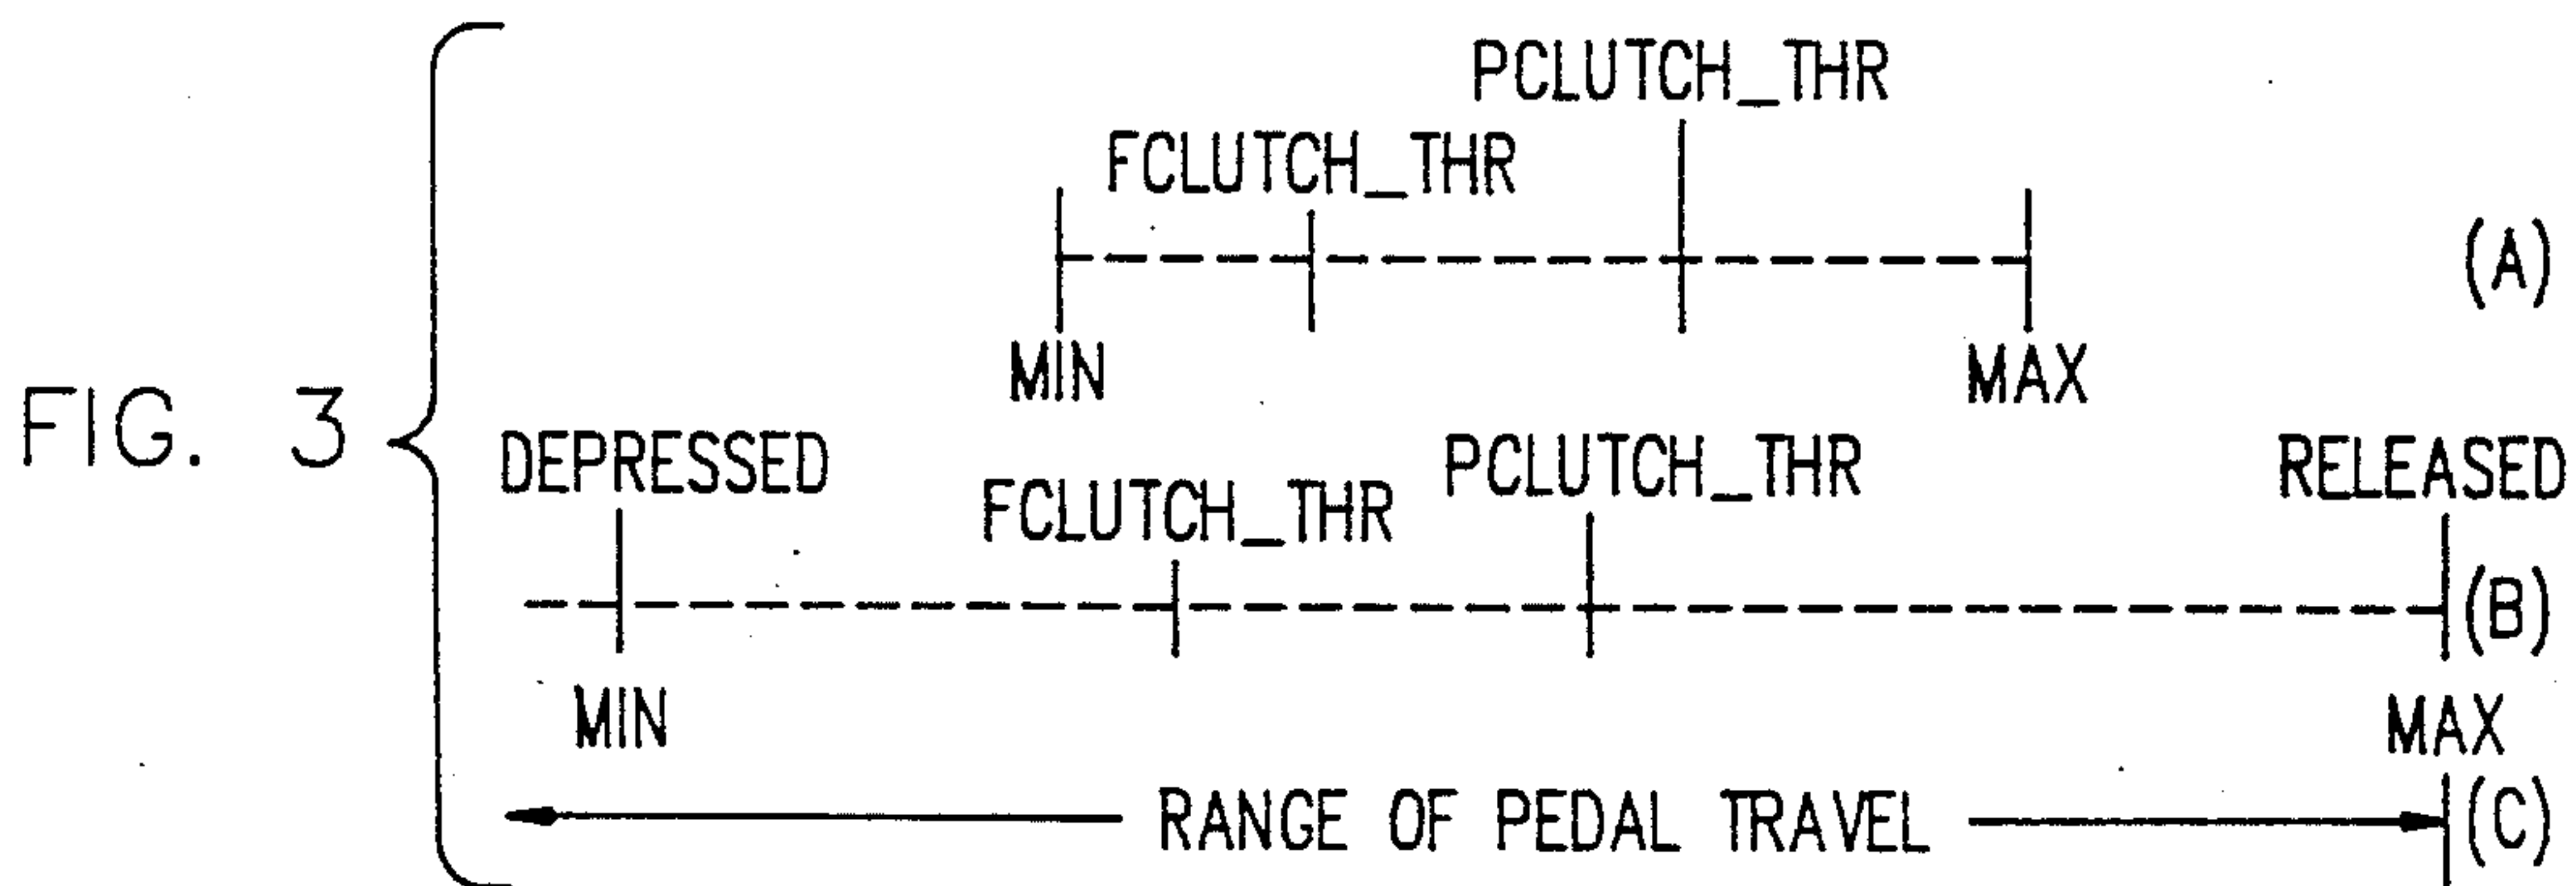 PCLUTCH_THR
FCLUTCH_THR
(A)
MIN MAX
FIG. 3
DEPRESSED FCLUTCH_THR PCLUTCH_THR RELEASED
(B)
MIN MAX
RANGE OF PEDAL TRAVEL (C)